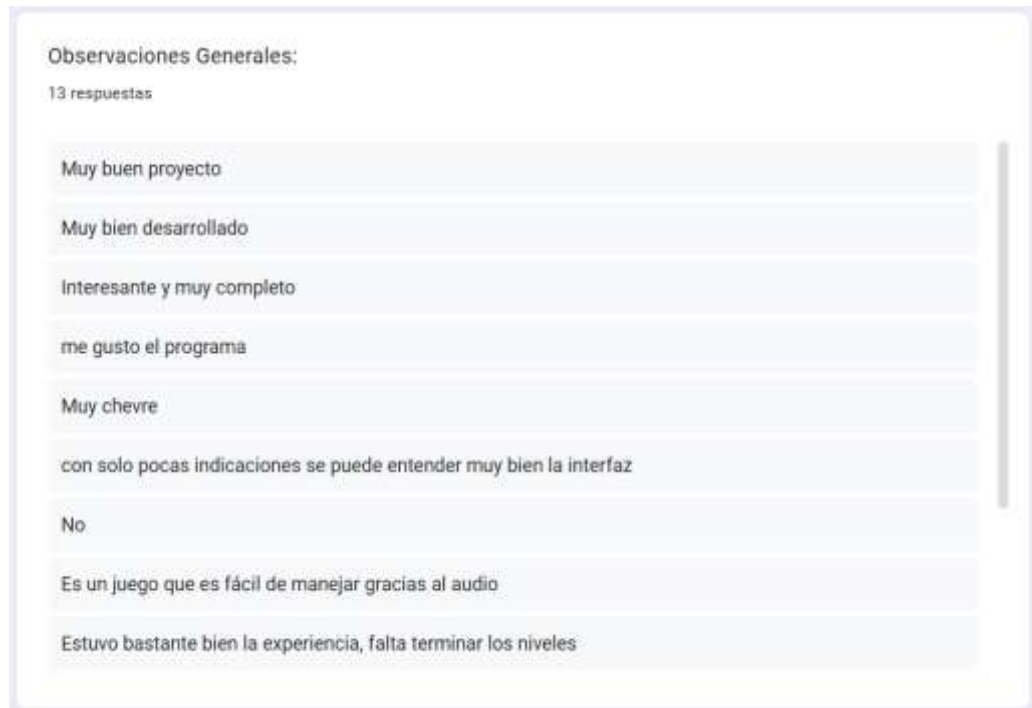 Observaciones Generales:
13 respuestas
Muy buen proyecto
Muy bien desarrollado
Interesante y muy completo
me gusto el programa
Muy chevre
con solo pocas indicaciones se puede entender muy bien la interfaz
No
Es un juego que es fácil de manejar gracias al audio
Estuvo bastante bien la experiencia, falta terminar los niveles